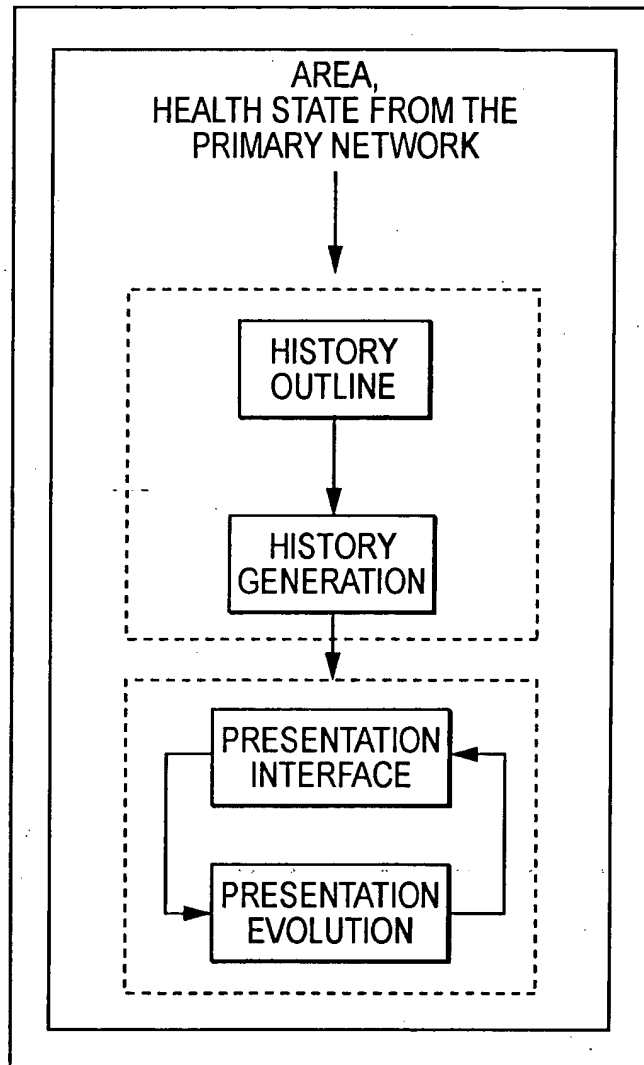 AREA,
HEALTH STATE FROM THE
PRIMARY NETWORK
HISTORY
OUTLINE
HISTORY
GENERATION
PRESENTATION
INTERFACE
PRESENTATION
EVOLUTION